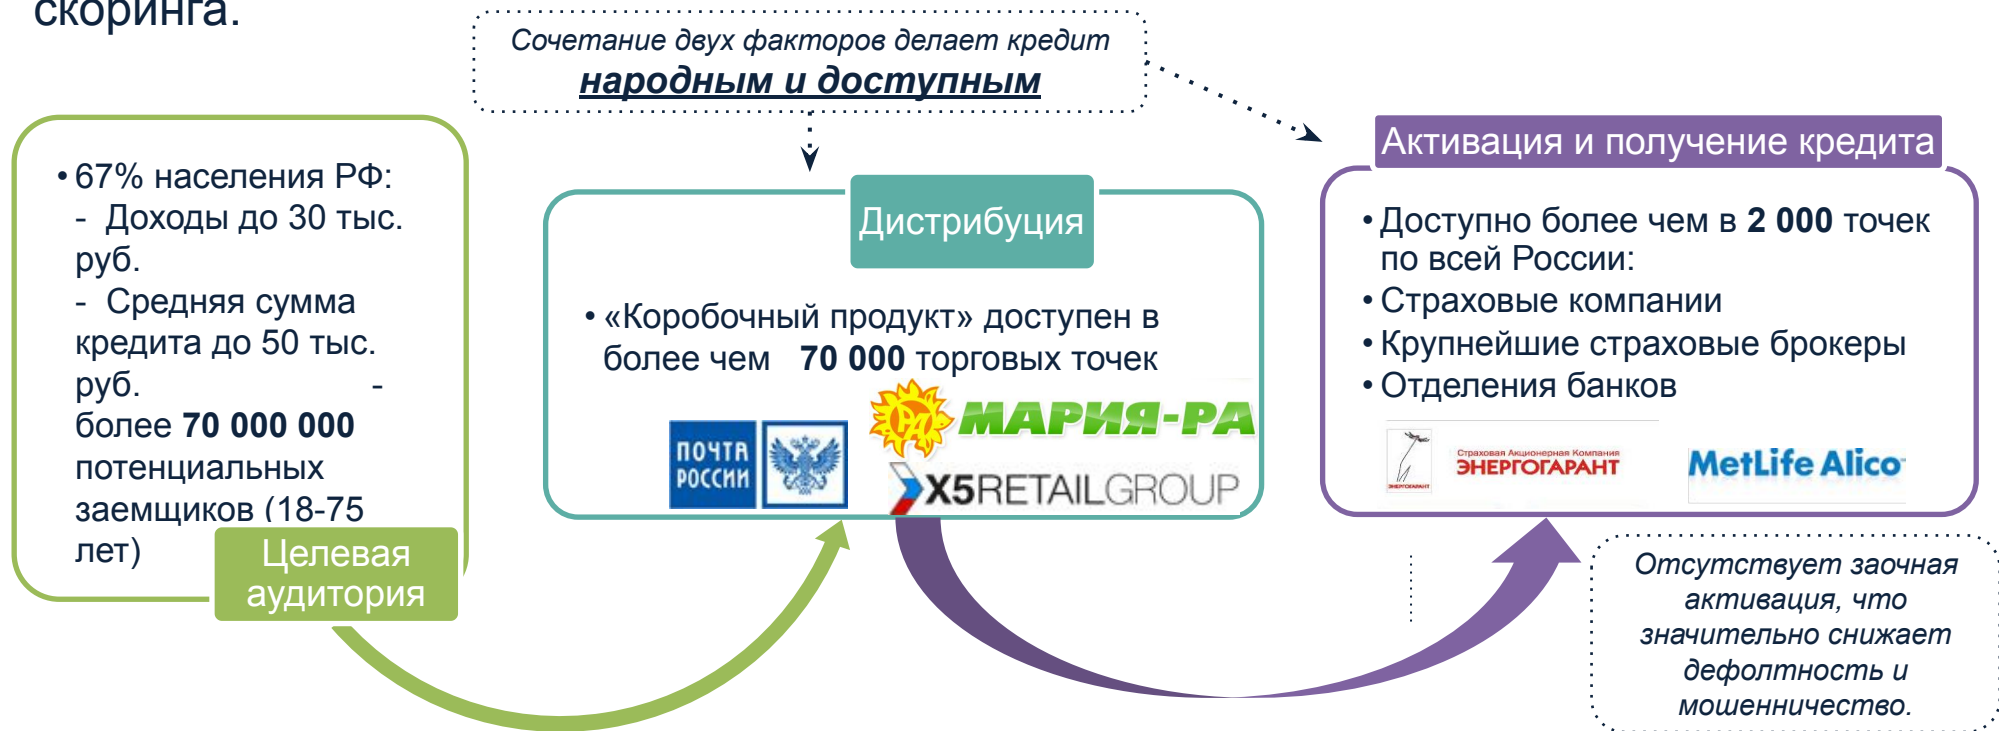 скоринга.
Сочетание двух факторов делает кредит
народным и доступным
• 67% населения РФ:
- Доходы до 30 тыс.
руб.
- Средняя сумма
кредита до 50 тыс.
руб. -
более 70 000 000
потенциальных
заемщиков (18-75
лет)
Целевая
аудитория
Дистрибуция
• «Коробочный продукт» доступен в
более чем 70 000 торговых точек
ПОЧТА
РОССИИ
МАРИЯ-РА
X5RETAILGROUP
Активация и получение кредита
• Доступно более чем в 2 000 точек
по всей России:
• Страховые компании
• Крупнейшие страховые брокеры
• Отделения банков
Страховая Акционерная Компания
ЭНЕРГОГАРАНТ
ЭНЕРГОГАРАНТ
MetLife Alico
Отсутствует заочная
активация, что
значительно снижает
дефолтность и
мошенничество.